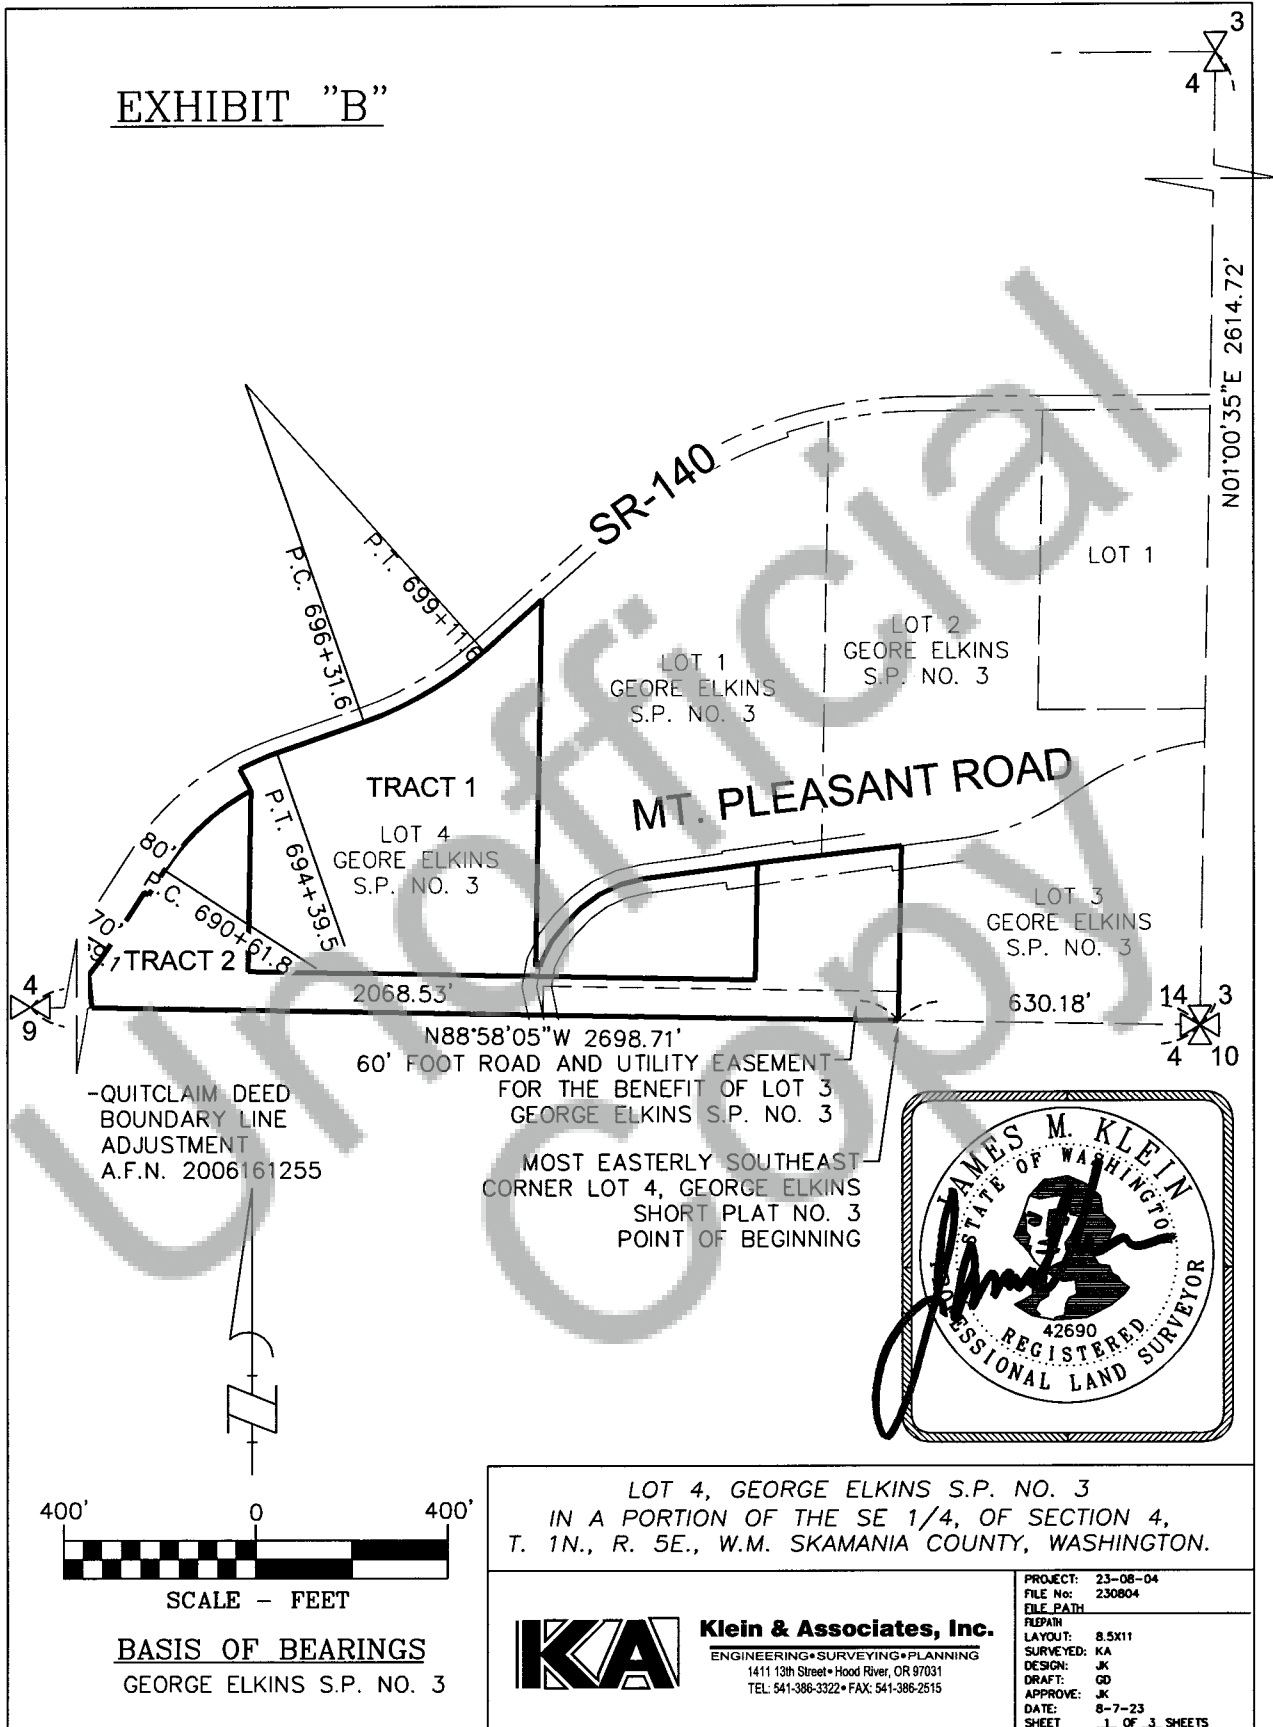 EXHIBIT "B"
3
4
N01°00'35"E 2614.72'
SR-140
P.C. 696+31.6
P.T. 699+11.6
LOT 1
LOT 2
GEORE ELKINS
S.P. NO. 3
LOT 1
GEORE ELKINS
S.P. NO. 3
MT. PLEASANT ROAD
TRACT 1
LOT 4
GEORE ELKINS
S.P. NO. 3
P.T. 694+39.5
80'
P.C. 690+61.8
70'
TRACT 2
LOT 3
GEORE ELKINS
S.P. NO. 3
4
9
2068.53'
630.18'
14
3
4
10
N88°58'05"W 2698.71'
60' FOOT ROAD AND UTILITY EASEMENT
FOR THE BENEFIT OF LOT 3
GEORGE ELKINS S.P. NO. 3
-QUITCLAIM DEED
BOUNDARY LINE
ADJUSTMENT
A.F.N. 2006161255
MOST EASTERLY SOUTHEAST
CORNER LOT 4, GEORGE ELKINS
SHORT PLAT NO. 3
POINT OF BEGINNING
Unofficial
Copy
JAMES M. KLEIN
STATE OF WASHINGTON
42690
REGISTERED
PROFESSIONAL LAND SURVEYOR
400'
0
400'
SCALE - FEET
BASIS OF BEARINGS
GEORGE ELKINS S.P. NO. 3
LOT 4, GEORGE ELKINS S.P. NO. 3
IN A PORTION OF THE SE 1/4, OF SECTION 4,
T. 1N., R. 5E., W.M. SKAMANIA COUNTY, WASHINGTON.
KA
Klein & Associates, Inc.
ENGINEERING•SURVEYING•PLANNING
1411 13th Street • Hood River, OR 97031
TEL: 541-386-3322 • FAX: 541-386-2515
PROJECT: 23-08-04
FILE No: 230804
FILE PATH
FILEPATH
LAYOUT: 8.5X11
SURVEYED: KA
DESIGN: JK
DRAFT: GD
APPROVE: JK
DATE: 8-7-23
SHEET 1 OF 3 SHEETS